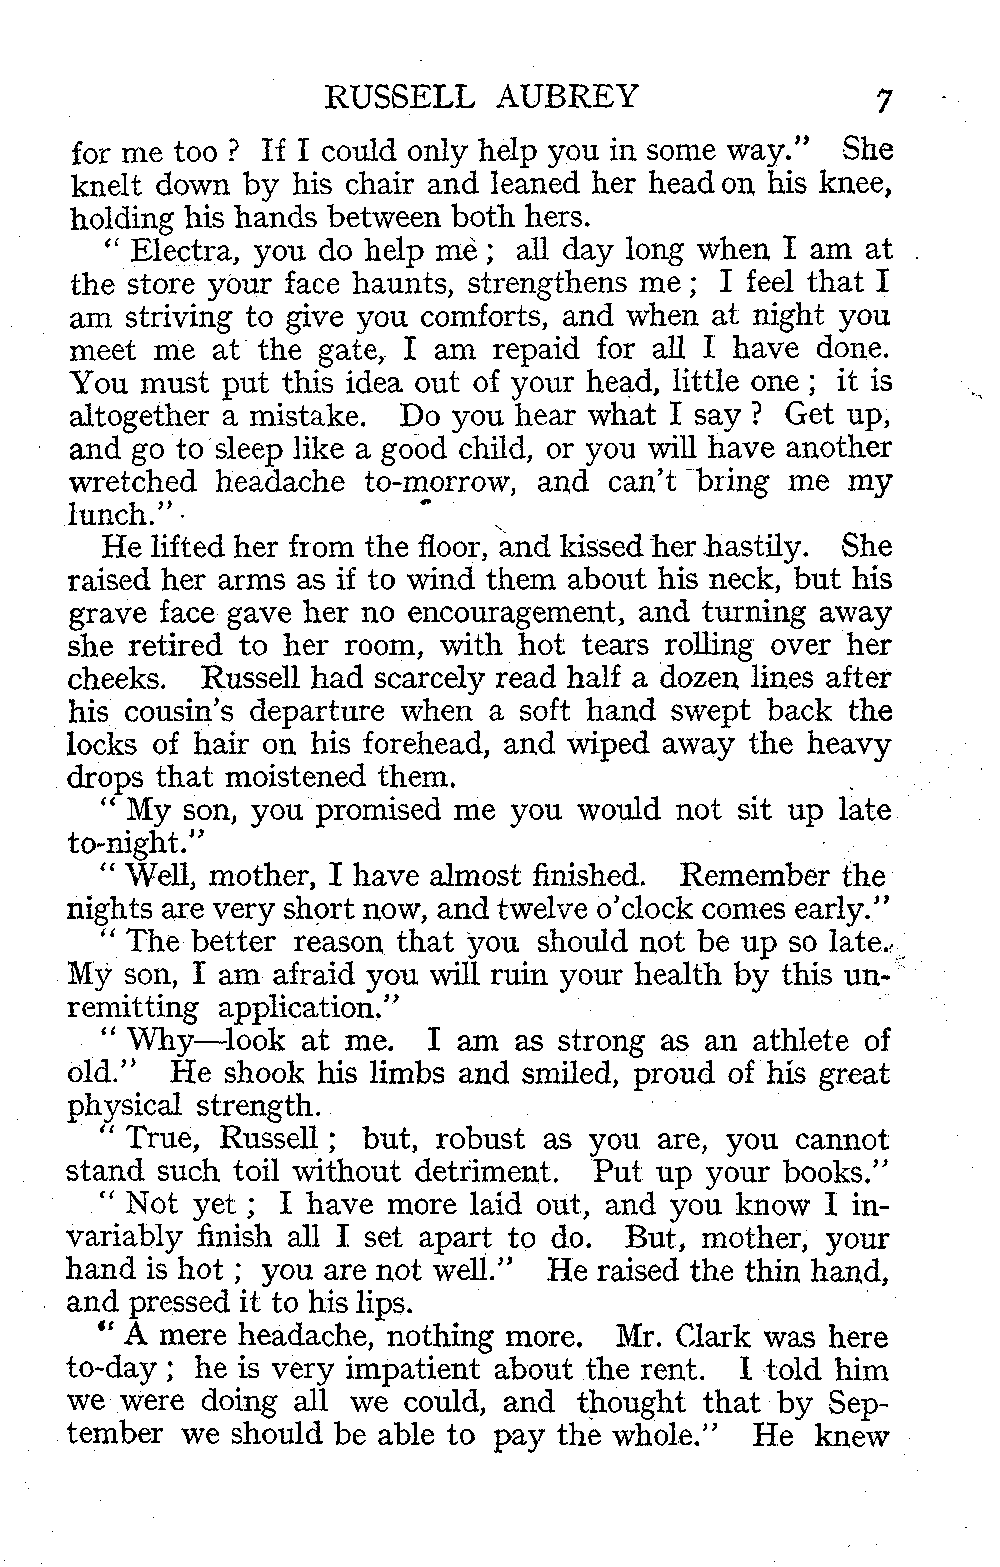 RUSSELL AUBREY 7
for me too ? If I could only help you in some way.” She
knelt down by his chair and leaned her head on his knee,
holding his hands between both hers.
“ Electra, you do help me ; all day long when I am at
the store your face haunts, strengthens me ; I feel that I
am striving to give you comforts, and when at night you
meet me at the gate, I am repaid for all I have done.
You must put this idea out of your head, little one ; it is
altogether a mistake. Do you hear what I say ? Get up,
and go to sleep like a good child, or you will have another
wretched headache to-morrow, and can’t bring me my
lunch.”
He lifted her from the floor, and kissed her hastily. She
raised her arms as if to wind them about his neck, but his
grave face gave her no encouragement, and turning away
she retired to her room, with hot tears rolling over her
cheeks. Russell had scarcely read half a dozen lines after
his cousin’s departure when a soft hand swept back the
locks of hair on his forehead, and wiped away the heavy
drops that moistened them.
“ My son, you promised me you would not sit up late
to-night.”
“ Well, mother, I have almost finished. Remember the
nights are very short now, and twelve o’clock comes early.”
“ The better reason that you should not be up so late.
My son, I am afraid you will ruin your health by this un-
remitting application.”
“ Why—look at me. I am as strong as an athlete of
old.” He shook his limbs and smiled, proud of his great
physical strength.
“ True, Russell ; but, robust as you are, you cannot
stand such toil without detriment. Put up your books.”
“ Not yet ; I have more laid out, and you know I in-
variably finish all I set apart to do. But, mother, your
hand is hot ; you are not well.” He raised the thin hand,
and pressed it to his lips.
“ A mere headache, nothing more. Mr. Clark was here
to-day ; he is very impatient about the rent. I told him
we were doing all we could, and thought that by Sep-
tember we should be able to pay the whole.” He knew